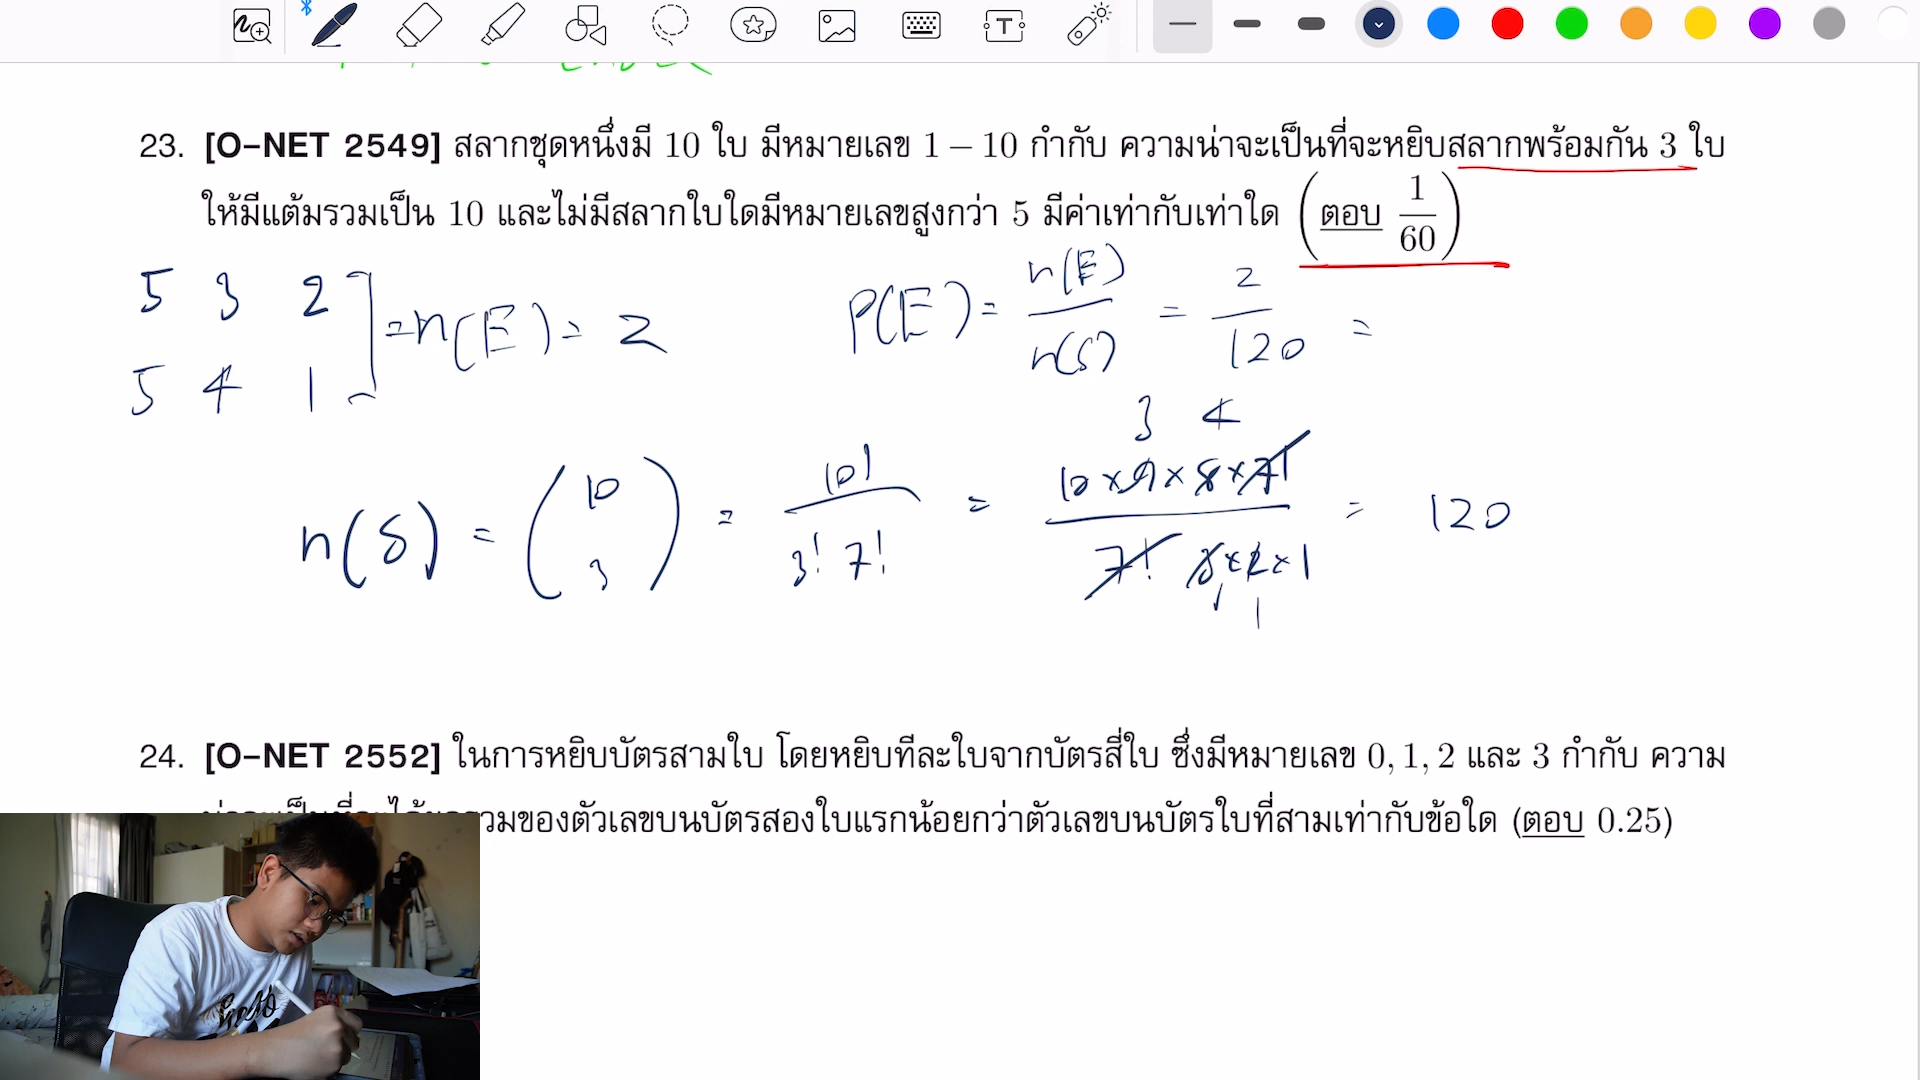 23. [O-NET 2549] สลากชุดหนึ่งมี 10 ใบ มีหมายเลข 1 – 10 กำกับ ความน่าจะเป็นที่จะหยิบสลากพร้อมกัน 3 ใบ
ให้มีแต้มรวมเป็น 10 และไม่มีสลากใบใดมีหมายเลขสูงกว่า 5 มีค่าเท่ากับเท่าใด (ตอบ 1/60)
5 3 2
5 4 1
] = n(E) = 2
P(E) = n(E)/n(S) = 2/120 =
3 4
n(S) = (10 3) = 10!/3! 7! = 10×9×8×7!/7! 3×2×1 = 120
1 1
24. [O-NET 2552] ในการหยิบบัตรสามใบ โดยหยิบทีละใบจากบัตรสี่ใบ ซึ่งมีหมายเลข 0, 1, 2 และ 3 กำกับ ความ
ของตัวเลขบนบัตรสองใบแรกน้อยกว่าตัวเลขบนบัตรใบที่สามเท่ากับข้อใด (ตอบ 0.25)